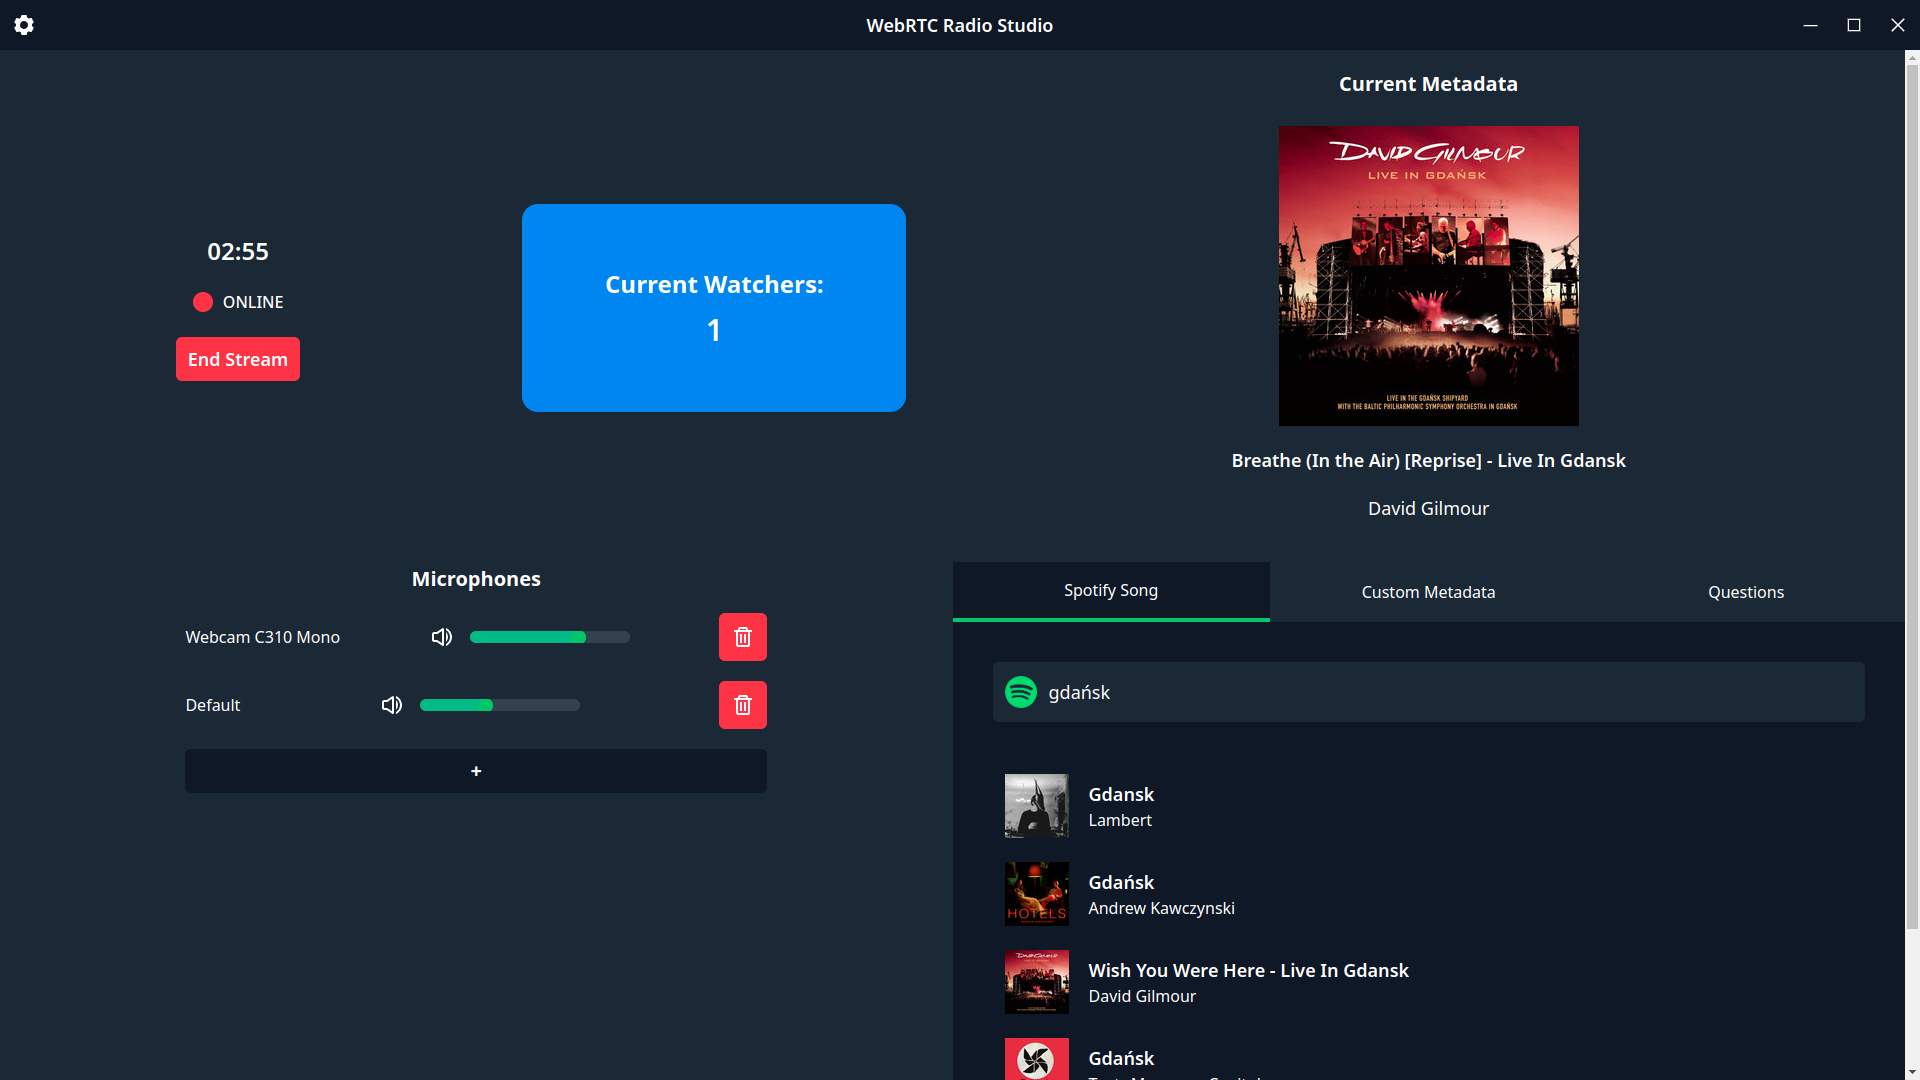 WebRTC Radio Studio
02:55
ONLINE
End Stream
Current Watchers:
1
Current Metadata
DAVID GILMOUR
LIVE IN GDAŃSK
LIVE IN THE GDAŃSK SHIPYARD
WITH THE BALTIC PHILHARMONIC SYMPHONY ORCHESTRA IN GDAŃSK
Breathe (In the Air) [Reprise] - Live In Gdansk
David Gilmour
Microphones
Webcam C310 Mono
Default
+
Spotify Song
Custom Metadata
Questions
gdańsk
Gdansk
Lambert
HOTELS
Gdańsk
Andrew Kawczynski
DAVID GILMOUR
Wish You Were Here - Live In Gdansk
David Gilmour
Gdańsk